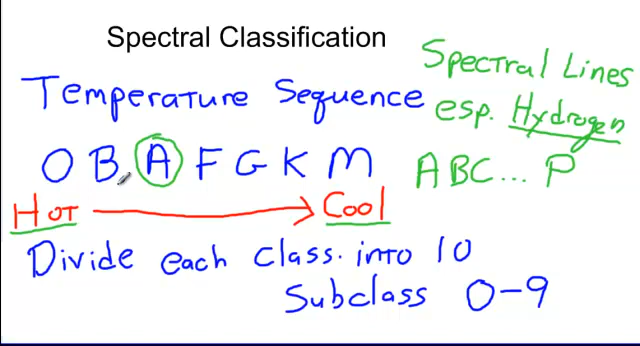 Spectral Classification
Spectral Lines
esp. Hydrogen
A B C ... P
Temperature Sequence
O B A F G K M
HOT Cool
Divide each class into 10
Subclass 0-9